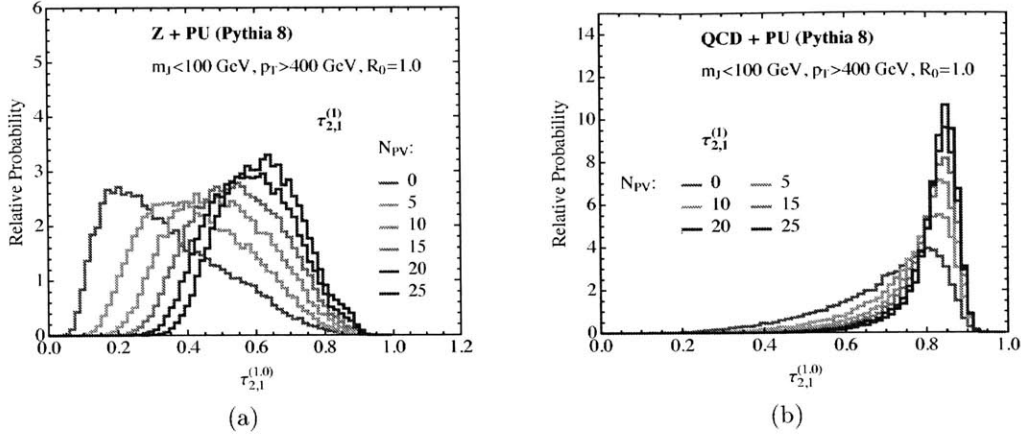 Z + PU (Pythia 8)
m_J<100 GeV, p_T>400 GeV, R_0=1.0
τ_{2,1}^{(1)}
N_PV:
0
5
10
15
20
25
Relative Probability
0
1
2
3
4
5
6
0.0 0.2 0.4 0.6 0.8 1.0 1.2
τ_{2,1}^{(1.0)}
(a)
QCD + PU (Pythia 8)
m_J<100 GeV, p_T>400 GeV, R_0=1.0
τ_{2,1}^{(1)}
N_PV: 0 5
10 15
20 25
Relative Probability
14
12
10
8
6
4
2
0
0.0 0.2 0.4 0.6 0.8 1.0
τ_{2,1}^{(1.0)}
(b)